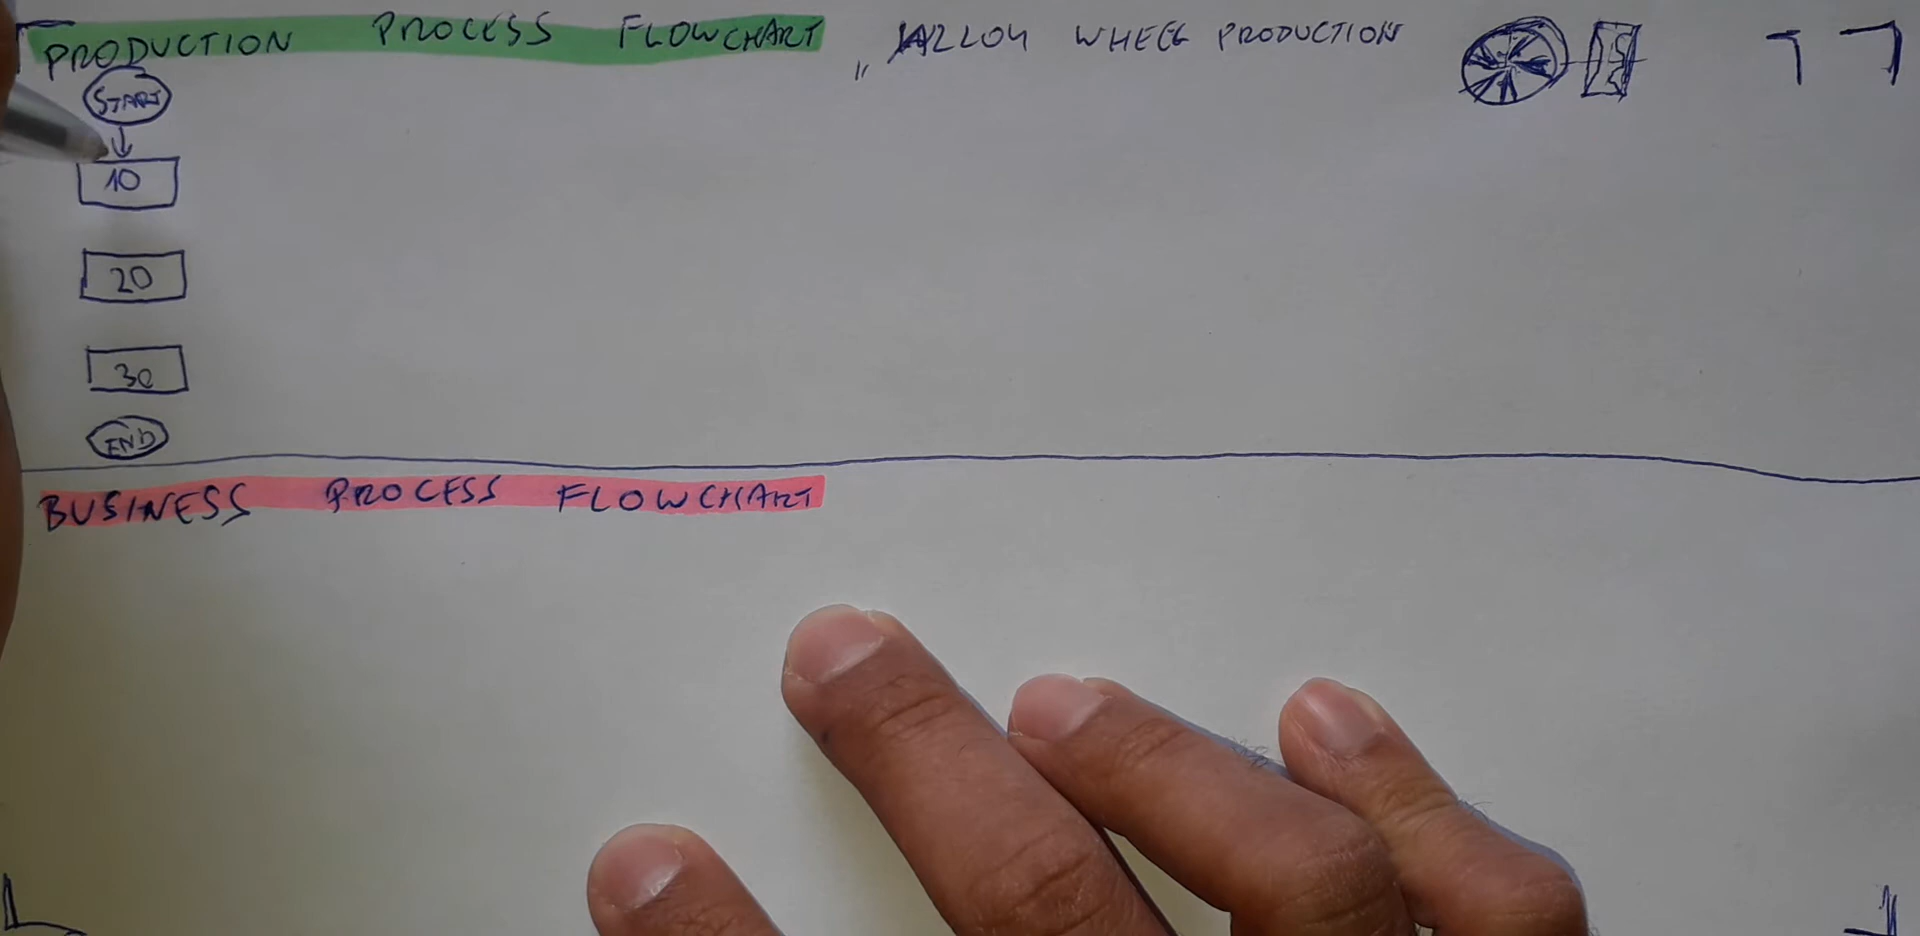 PRODUCTION PROCESS FLOWCHART „ ALLOY WHEEL PRODUCTION
START
10
20
30
END
BUSINESS PROCESS FLOWCHART